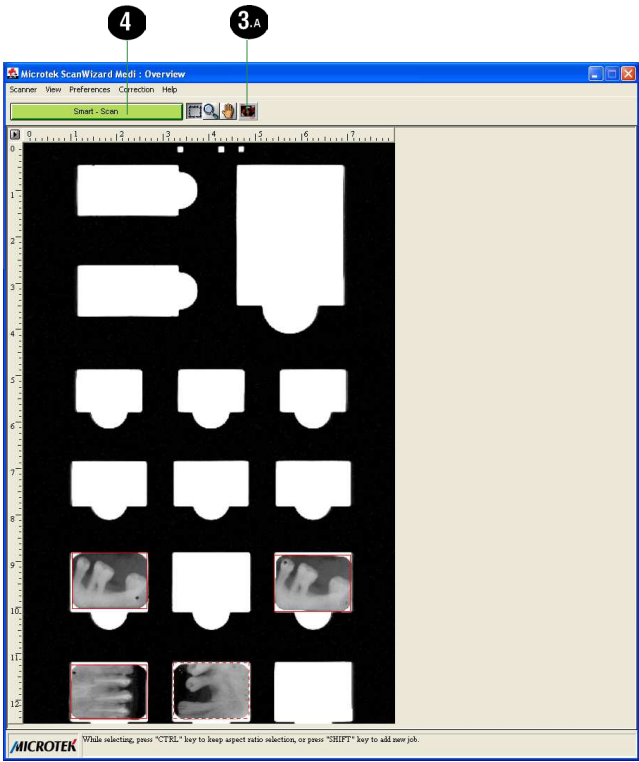 4 3.A
Microtek ScanWizard Medi : Overview
Scanner View Preferences Correction Help
Smart - Scan
0 1 2 3 4 5 6 7
0
1
2
3
4
5
6
7
8
9
10
11
12
MICROTEK While selecting, press "CTRL" key to keep aspect ratio selection, or press "SHIFT" key to add new job.